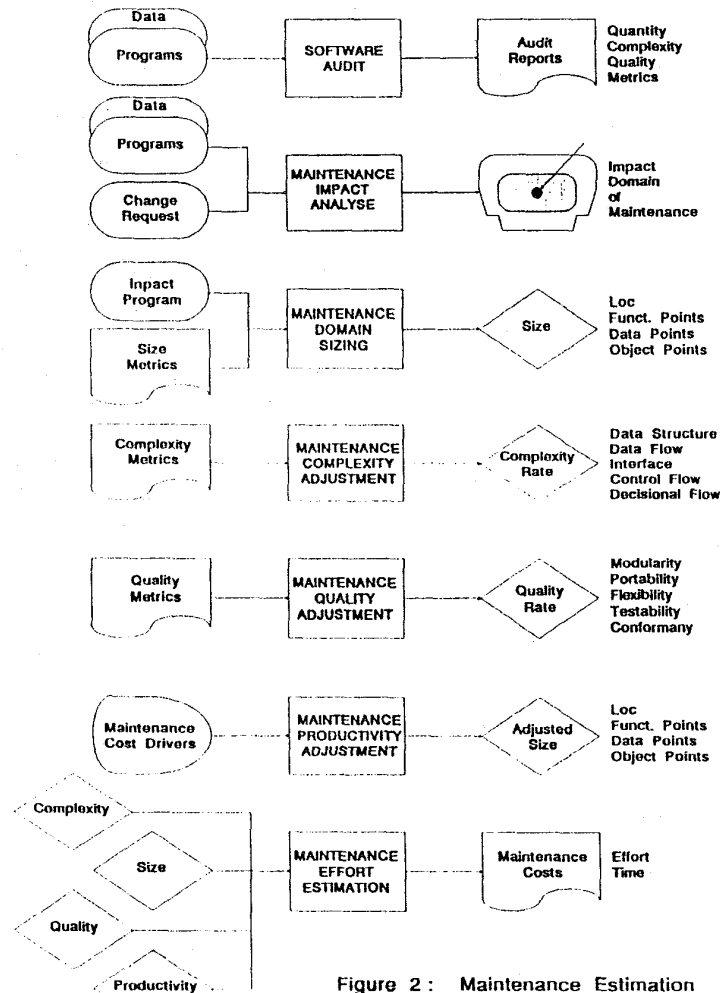 Data
Programs
SOFTWARE
AUDIT
Audit
Reports
Quantity
Complexity
Quality
Metrics
Data
Programs
Change
Request
MAINTENANCE
IMPACT
ANALYSE
Impact
Domain
of
Maintenance
Inpact
Program
Size
Metrics
MAINTENANCE
DOMAIN
SIZING
Size
Loc
Funct. Points
Data Points
Object Points
Complexity
Metrics
MAINTENANCE
COMPLEXITY
ADJUSTMENT
Complexity
Rate
Data Structure
Data Flow
Interface
Control Flow
Decisional Flow
Quality
Metrics
MAINTENANCE
QUALITY
ADJUSTMENT
Quality
Rate
Modularity
Portability
Flexibility
Testability
Conformany
Maintenance
Cost Drivers
MAINTENANCE
PRODUCTIVITY
ADJUSTMENT
Adjusted
Size
Loc
Funct. Points
Data Points
Object Points
Complexity
Size
Quality
Productivity
MAINTENANCE
EFFORT
ESTIMATION
Maintenance
Costs
Effort
Time
Figure 2 : Maintenance Estimation